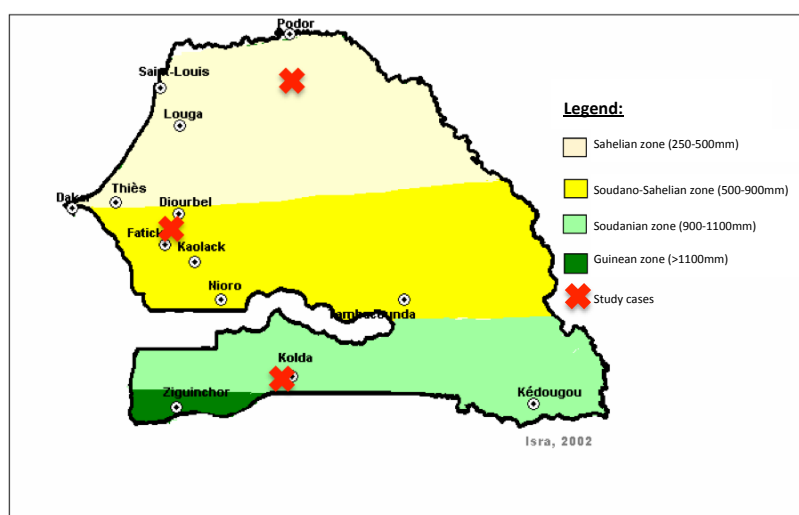 Podor
Saint-Louis
Louga
Legend:
Sahelian zone (250-500mm)
Thiès
Dakar
Diourbel
Soudano-Sahelian zone (500-900mm)
Fatick
Kaolack
Soudanian zone (900-1100mm)
Guinean zone (>1100mm)
Nioro
Study cases
Tambacounda
Kolda
Ziguinchor
Kédougou
Isra, 2002